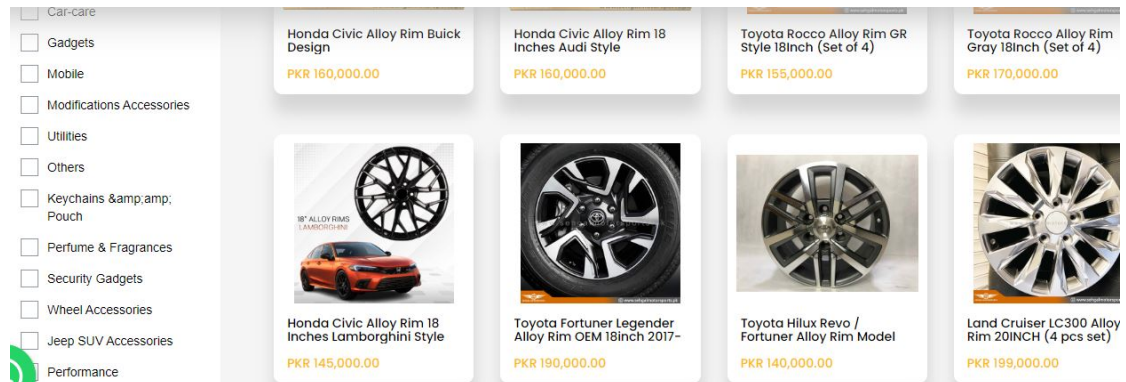 Car-care
Gadgets
Mobile
Modifications Accessories
Utilities
Others
Keychains &amp;amp;
Pouch
Perfume & Fragrances
Security Gadgets
Wheel Accessories
Jeep SUV Accessories
Performance
Honda Civic Alloy Rim Buick
Design
PKR 160,000.00
Honda Civic Alloy Rim 18
Inches Audi Style
PKR 160,000.00
Toyota Rocco Alloy Rim GR
Style 18Inch (Set of 4)
PKR 155,000.00
Toyota Rocco Alloy Rim
Gray 18Inch (Set of 4)
PKR 170,000.00
18" ALLOY RIMS
LAMBORGHINI
Honda Civic Alloy Rim 18
Inches Lamborghini Style
PKR 145,000.00
Toyota Fortuner Legender
Alloy Rim OEM 18inch 2017-
PKR 190,000.00
Toyota Hilux Revo /
Fortuner Alloy Rim Model
PKR 140,000.00
Land Cruiser LC300 Alloy
Rim 20INCH (4 pcs set)
PKR 199,000.00